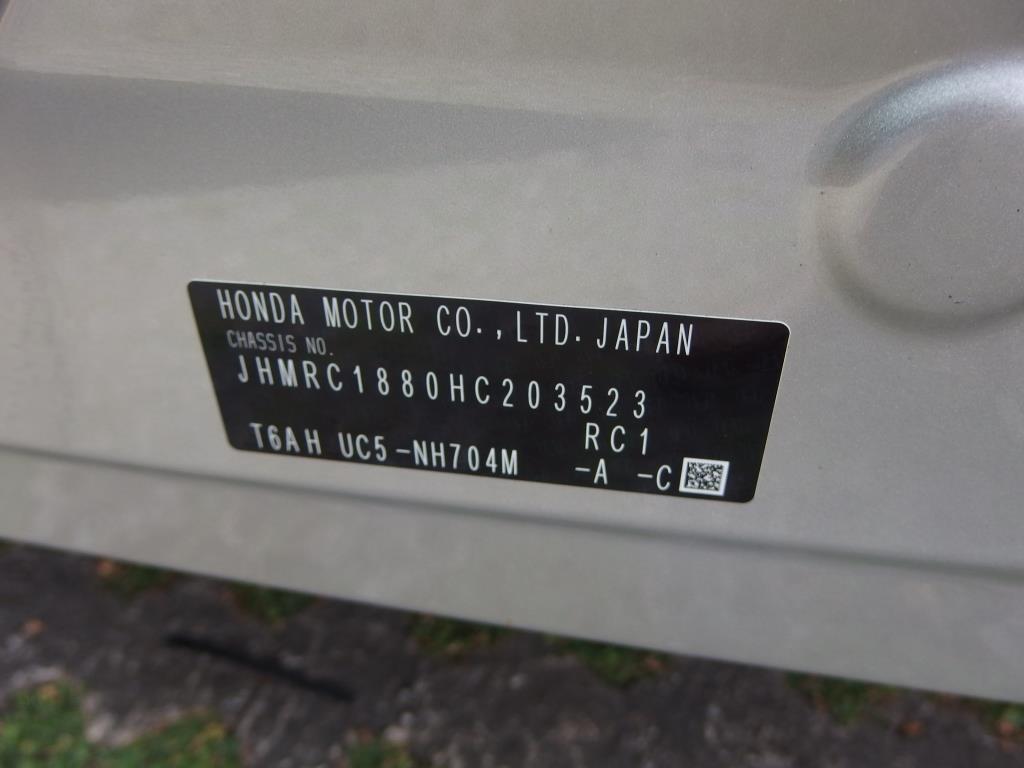 HONDA MOTOR CO.,LTD. JAPAN
CHASSIS NO.
JHMRC1880HC203523
RC1
T6AH UC5-NH704M -A -C